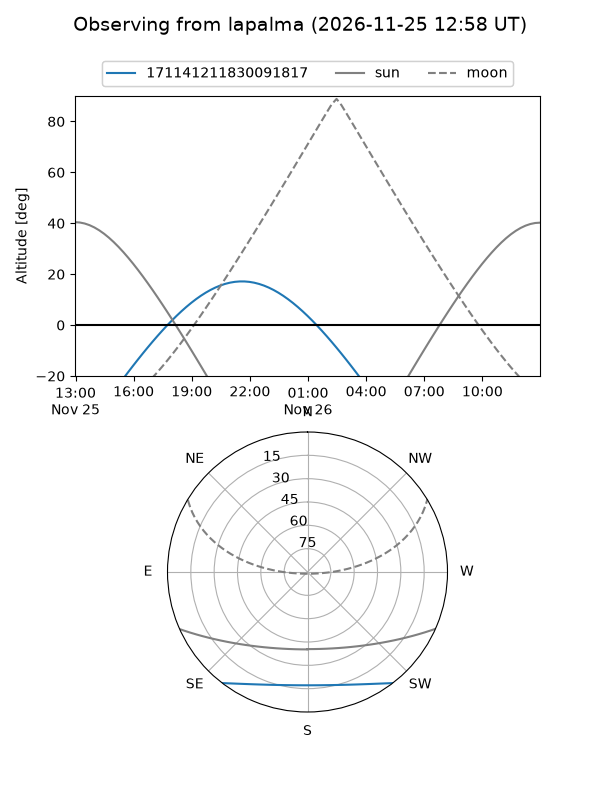 Observing from lapalma (2026-11-25 12:58 UT)
171141211830091817 sun moon
Altitude [deg]
80
60
40
20
0
−20
13:00 16:00 19:00 22:00 01:00 04:00 07:00 10:00
Nov 25 Nov 26
N
NE NW
15
30
45
60
75
E W
SE SW
S